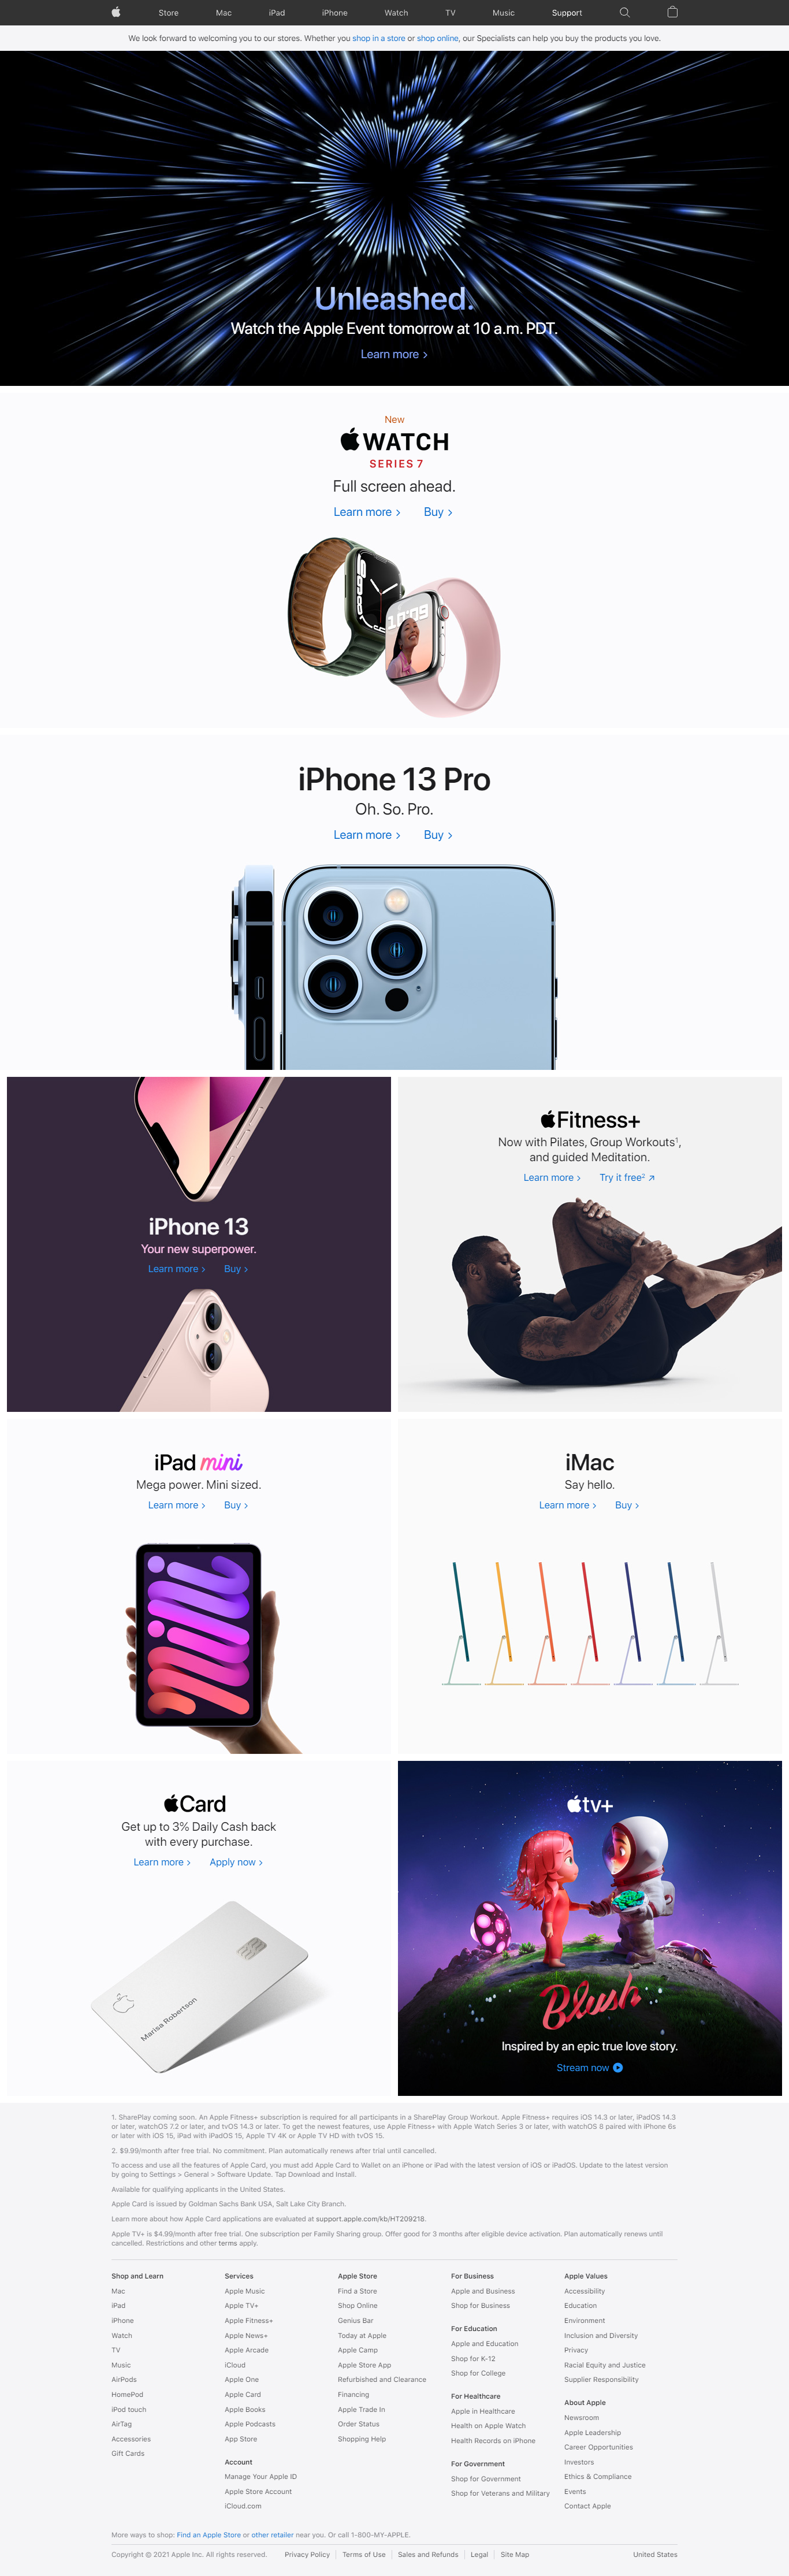 Store Mac iPad iPhone Watch TV Music Support
We look forward to welcoming you to our stores. Whether you shop in a store or shop online, our Specialists can help you buy the products you love.
Unleashed.
Watch the Apple Event tomorrow at 10 a.m. PDT.
Learn more >
New
WATCH
SERIES 7
Full screen ahead.
Learn more > Buy >
10:09
iPhone 13 Pro
Oh. So. Pro.
Learn more > Buy >
iPhone 13
Your new superpower.
Learn more > Buy >
Fitness+
Now with Pilates, Group Workouts¹,
and guided Meditation.
Learn more > Try it free² ↗
iPad mini
Mega power. Mini sized.
Learn more > Buy >
iMac
Say hello.
Learn more > Buy >
Card
Get up to 3% Daily Cash back
with every purchase.
Learn more > Apply now >
Marisa Robertson
tv+
Blush
Inspired by an epic true love story.
Stream now
1. SharePlay coming soon. An Apple Fitness+ subscription is required for all participants in a SharePlay Group Workout. Apple Fitness+ requires iOS 14.3 or later, iPadOS 14.3
or later, watchOS 7.2 or later, and tvOS 14.3 or later. To get the newest features, use Apple Fitness+ with Apple Watch Series 3 or later, with watchOS 8 paired with iPhone 6s
or later with iOS 15, iPad with iPadOS 15, Apple TV 4K or Apple TV HD with tvOS 15.
2. $9.99/month after free trial. No commitment. Plan automatically renews after trial until cancelled.
To access and use all the features of Apple Card, you must add Apple Card to Wallet on an iPhone or iPad with the latest version of iOS or iPadOS. Update to the latest version
by going to Settings > General > Software Update. Tap Download and Install.
Available for qualifying applicants in the United States.
Apple Card is issued by Goldman Sachs Bank USA, Salt Lake City Branch.
Learn more about how Apple Card applications are evaluated at support.apple.com/kb/HT209218.
Apple TV+ is $4.99/month after free trial. One subscription per Family Sharing group. Offer good for 3 months after eligible device activation. Plan automatically renews until
cancelled. Restrictions and other terms apply.
Shop and Learn
Mac
iPad
iPhone
Watch
TV
Music
AirPods
HomePod
iPod touch
AirTag
Accessories
Gift Cards
Services
Apple Music
Apple TV+
Apple Fitness+
Apple News+
Apple Arcade
iCloud
Apple One
Apple Card
Apple Books
Apple Podcasts
App Store
Account
Manage Your Apple ID
Apple Store Account
iCloud.com
Apple Store
Find a Store
Shop Online
Genius Bar
Today at Apple
Apple Camp
Apple Store App
Refurbished and Clearance
Financing
Apple Trade In
Order Status
Shopping Help
For Business
Apple and Business
Shop for Business
For Education
Apple and Education
Shop for K-12
Shop for College
For Healthcare
Apple in Healthcare
Health on Apple Watch
Health Records on iPhone
For Government
Shop for Government
Shop for Veterans and Military
Apple Values
Accessibility
Education
Environment
Inclusion and Diversity
Privacy
Racial Equity and Justice
Supplier Responsibility
About Apple
Newsroom
Apple Leadership
Career Opportunities
Investors
Ethics & Compliance
Events
Contact Apple
More ways to shop: Find an Apple Store or other retailer near you. Or call 1-800-MY-APPLE.
Copyright © 2021 Apple Inc. All rights reserved. Privacy Policy Terms of Use Sales and Refunds Legal Site Map United States